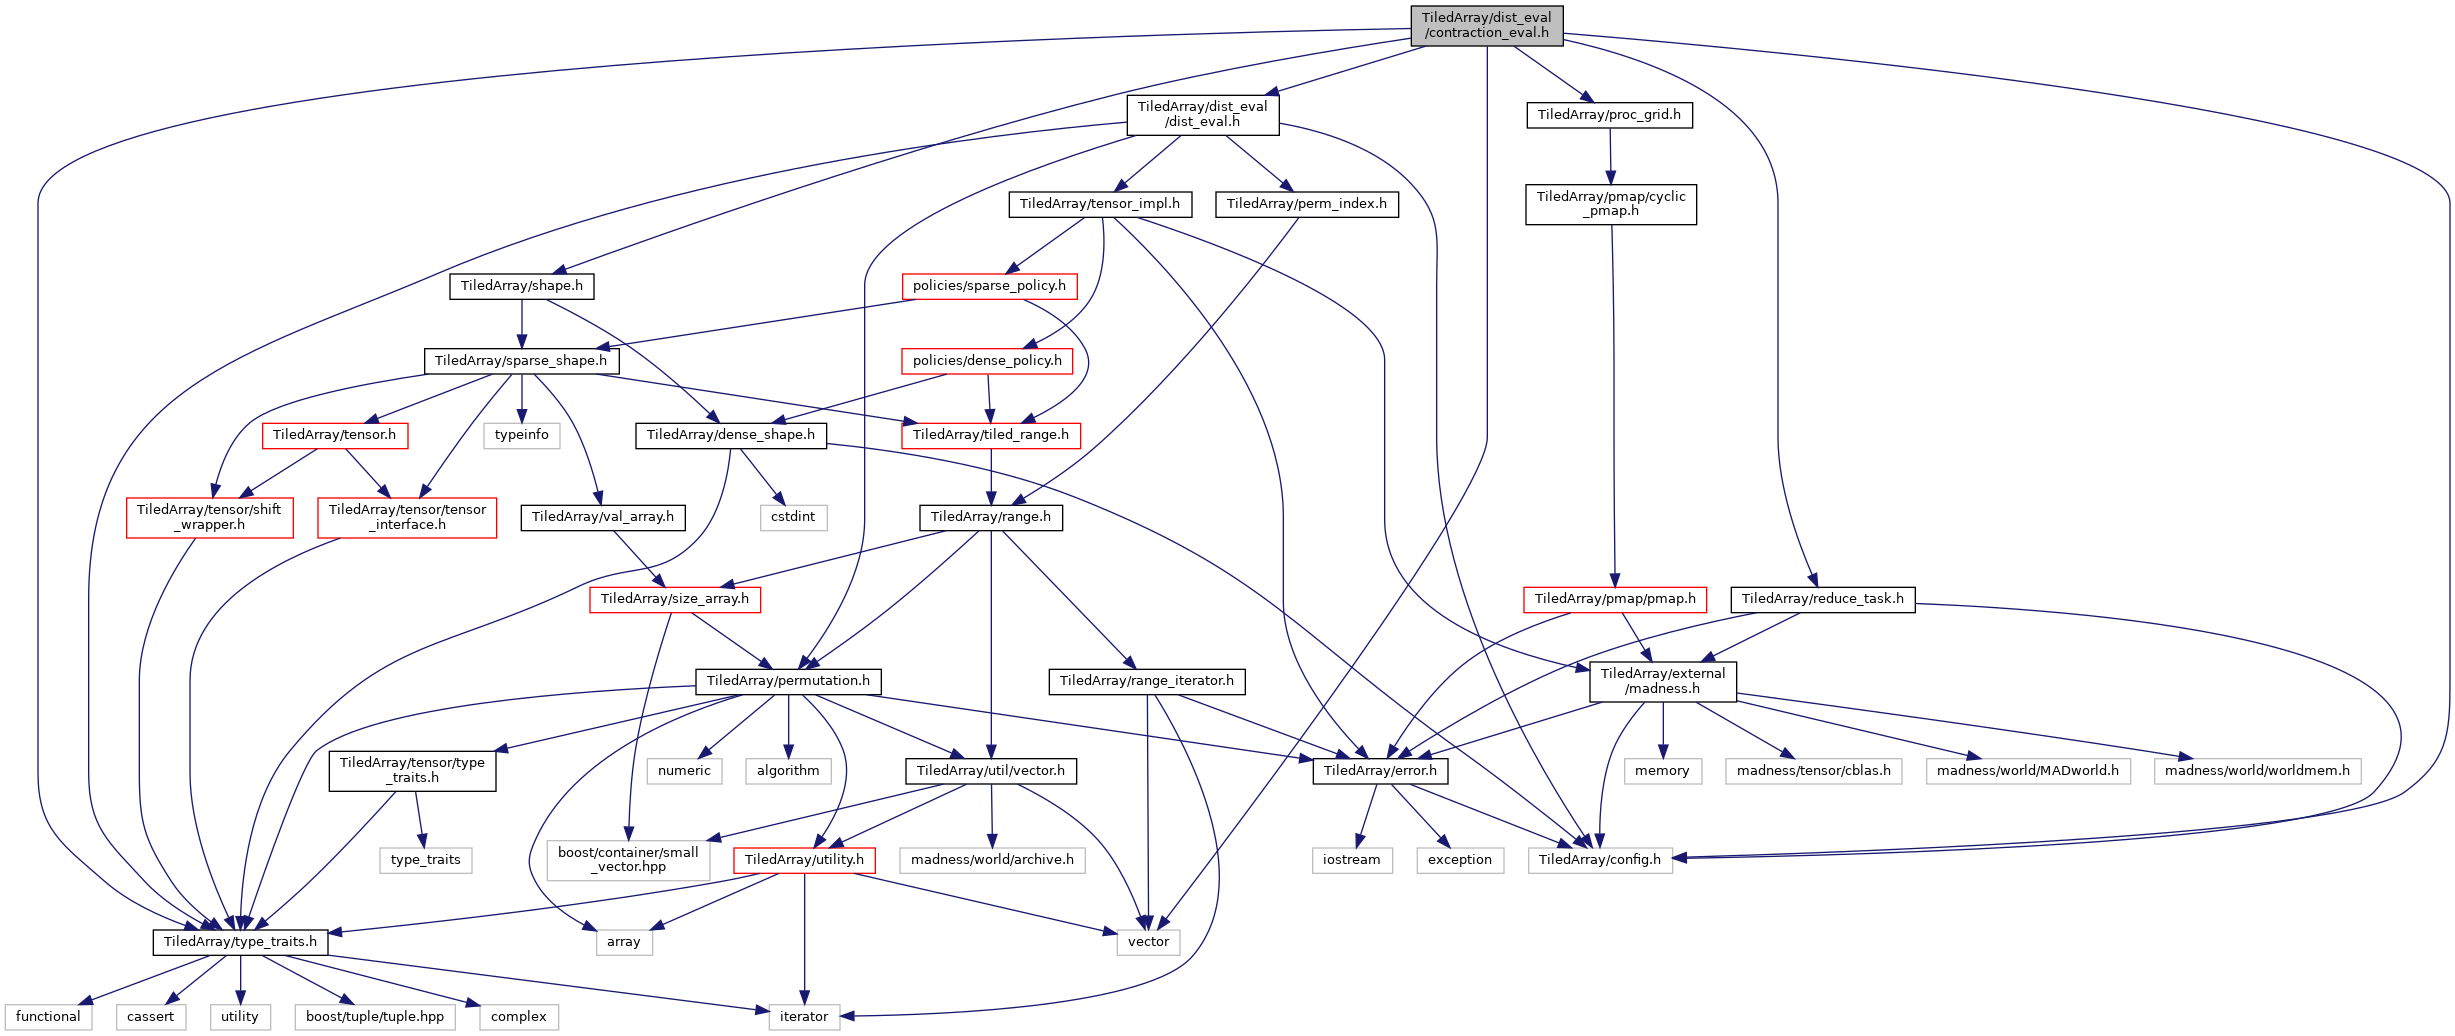 TiledArray/dist_eval
/contraction_eval.h
TiledArray/dist_eval
/dist_eval.h
TiledArray/proc_grid.h
TiledArray/tensor_impl.h
TiledArray/perm_index.h
TiledArray/pmap/cyclic
_pmap.h
TiledArray/shape.h
policies/sparse_policy.h
TiledArray/sparse_shape.h
policies/dense_policy.h
TiledArray/tensor.h
typeinfo
TiledArray/dense_shape.h
TiledArray/tiled_range.h
TiledArray/tensor/shift
_wrapper.h
TiledArray/tensor/tensor
_interface.h
TiledArray/val_array.h
cstdint
TiledArray/range.h
TiledArray/size_array.h
TiledArray/pmap/pmap.h
TiledArray/reduce_task.h
TiledArray/permutation.h
TiledArray/range_iterator.h
TiledArray/external
/madness.h
TiledArray/tensor/type
_traits.h
numeric
algorithm
TiledArray/util/vector.h
TiledArray/error.h
memory
madness/tensor/cblas.h
madness/world/MADworld.h
madness/world/worldmem.h
type_traits
boost/container/small
_vector.hpp
TiledArray/utility.h
madness/world/archive.h
iostream
exception
TiledArray/config.h
TiledArray/type_traits.h
array
vector
functional
cassert
utility
boost/tuple/tuple.hpp
complex
iterator